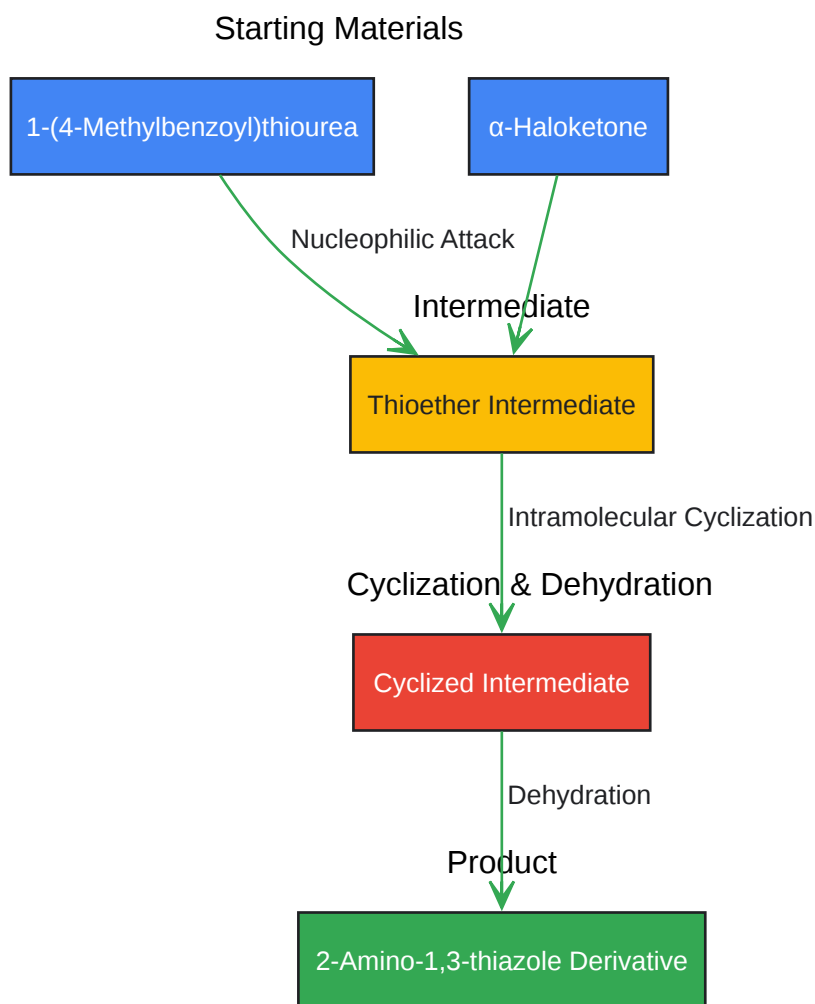 Starting Materials
1-(4-Methylbenzoyl)thiourea
α-Haloketone
Nucleophilic Attack
Intermediate
Thioether Intermediate
Intramolecular Cyclization
Cyclization & Dehydration
Cyclized Intermediate
Dehydration
Product
2-Amino-1,3-thiazole Derivative